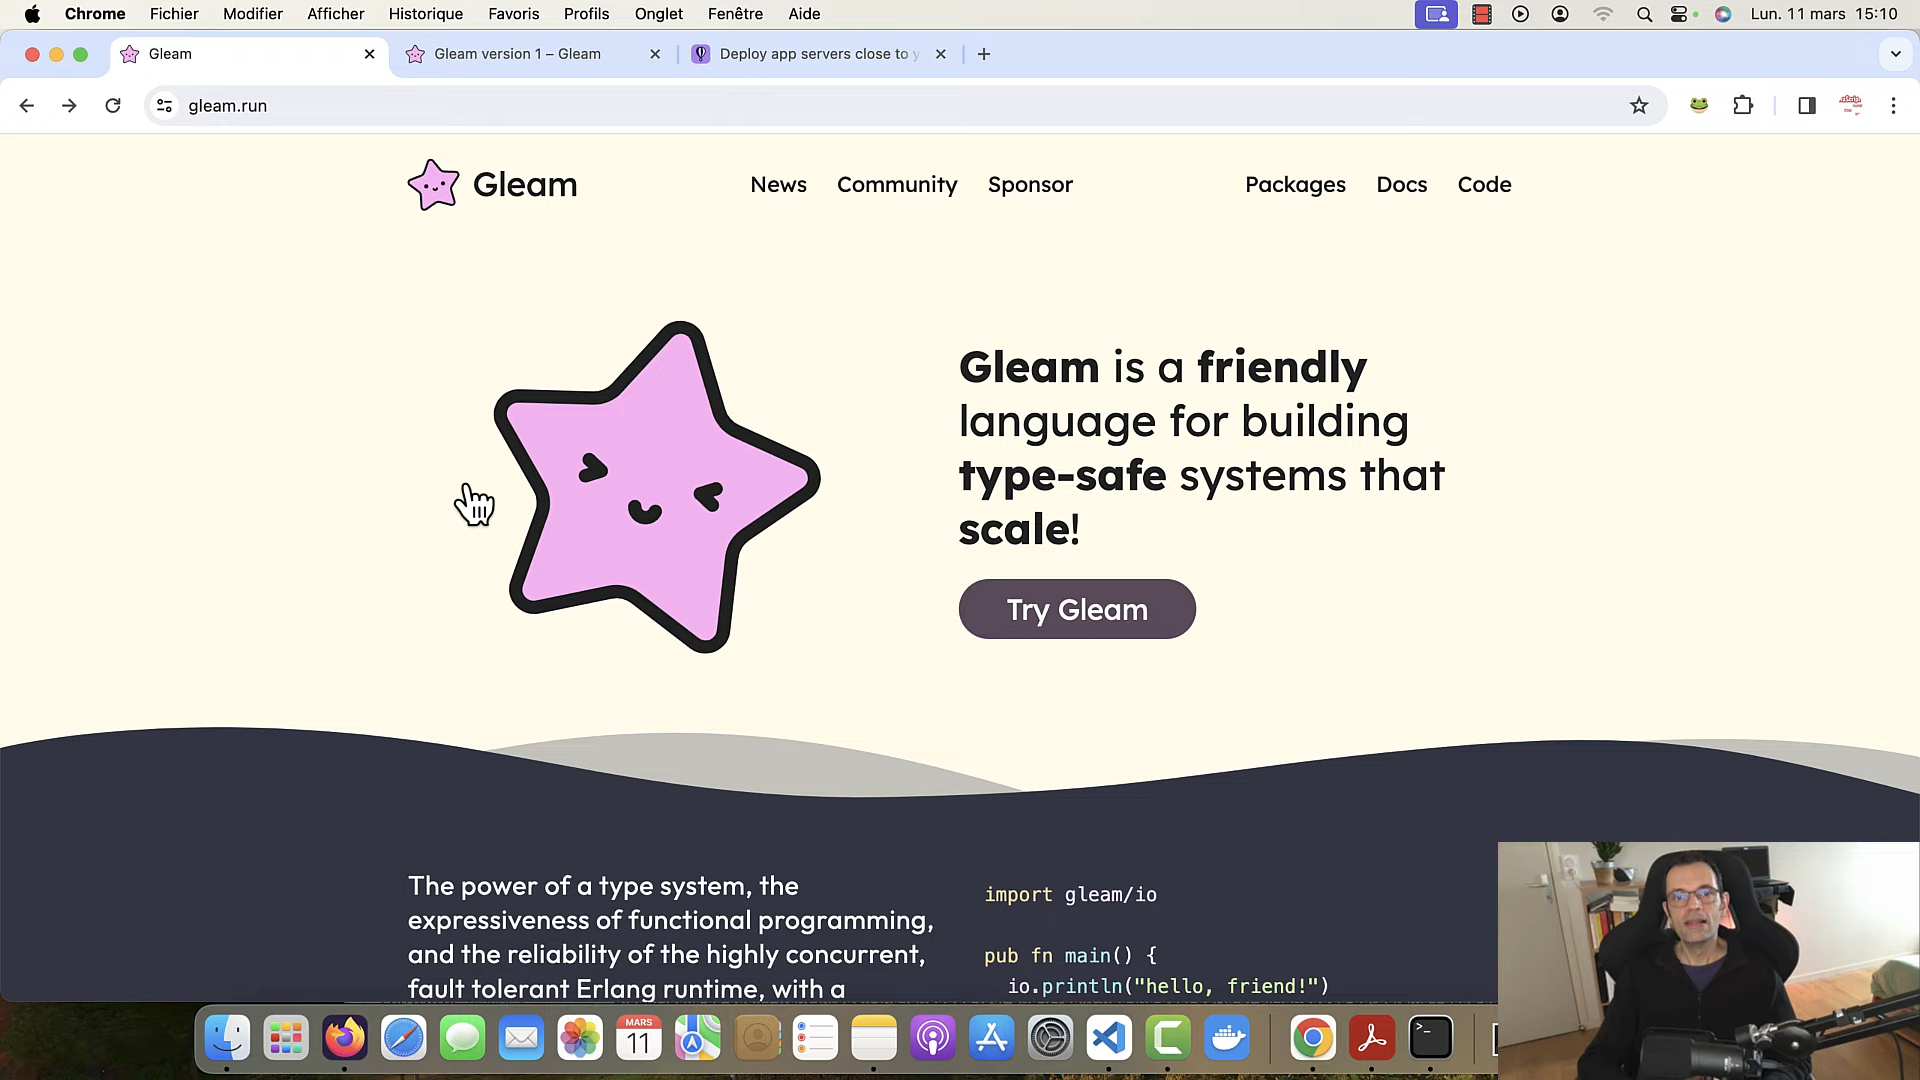 Chrome Fichier Modifier Afficher Historique Favoris Profils Onglet Fenêtre Aide Lun. 11 mars 15:10
Gleam Gleam version 1 – Gleam Deploy app servers close to y
gleam.run
Gleam News Community Sponsor Packages Docs Code
Gleam is a friendly
language for building
type-safe systems that
scale!
Try Gleam
The power of a type system, the
expressiveness of functional programming,
and the reliability of the highly concurrent,
fault tolerant Erlang runtime, with a
import gleam/io
pub fn main() {
io.println("hello, friend!")
MARS
11